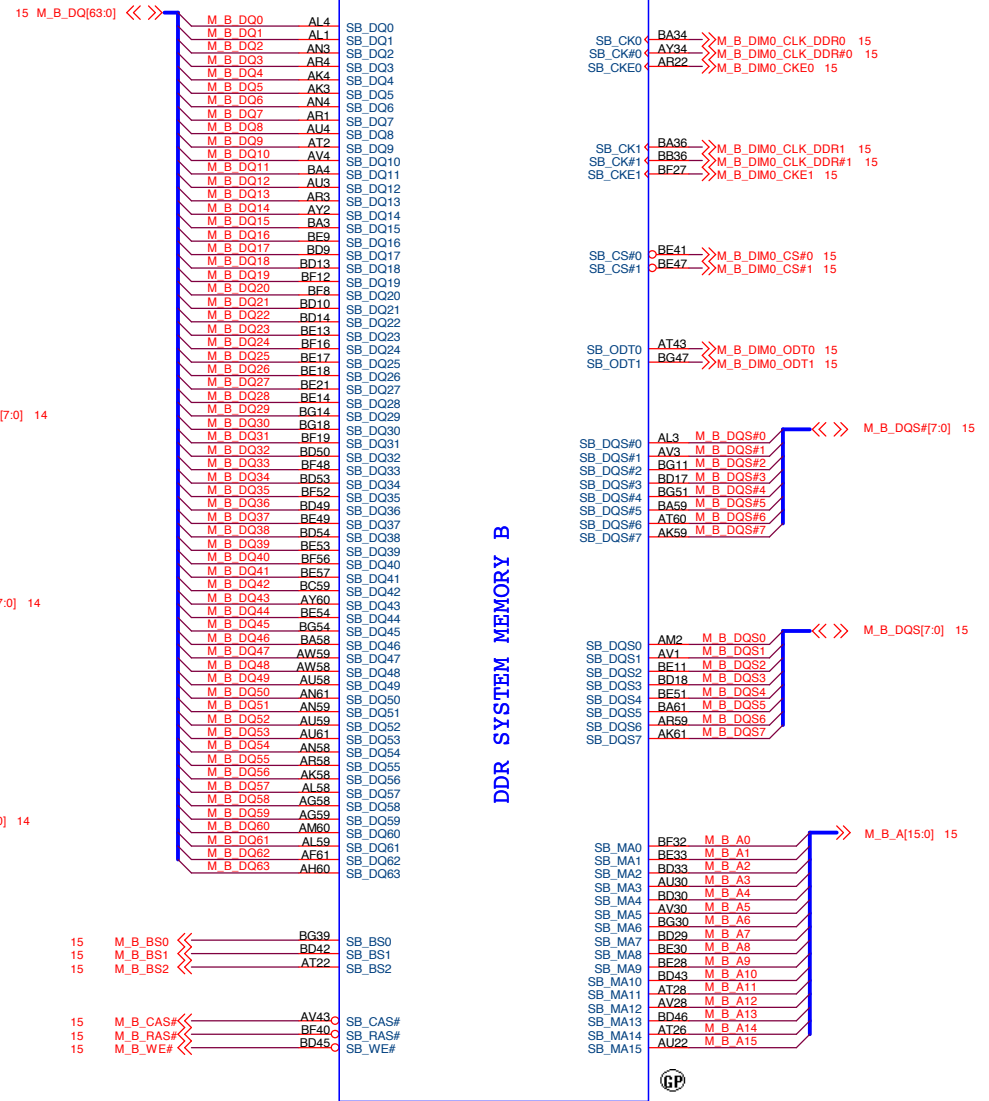 15 M_B_DQ[63:0]
M_B_DQ0 AL4 SB_DQ0
M_B_DQ1 AL1 SB_DQ1
M_B_DQ2 AN3 SB_DQ2
M_B_DQ3 AR4 SB_DQ3
M_B_DQ4 AK4 SB_DQ4
M_B_DQ5 AK3 SB_DQ5
M_B_DQ6 AN4 SB_DQ6
M_B_DQ7 AR1 SB_DQ7
M_B_DQ8 AU4 SB_DQ8
M_B_DQ9 AT2 SB_DQ9
M_B_DQ10 AV4 SB_DQ10
M_B_DQ11 BA4 SB_DQ11
M_B_DQ12 AU3 SB_DQ12
M_B_DQ13 AR3 SB_DQ13
M_B_DQ14 AY2 SB_DQ14
M_B_DQ15 BA3 SB_DQ15
M_B_DQ16 BE9 SB_DQ16
M_B_DQ17 BD9 SB_DQ17
M_B_DQ18 BD13 SB_DQ18
M_B_DQ19 BF12 SB_DQ19
M_B_DQ20 BF8 SB_DQ20
M_B_DQ21 BD10 SB_DQ21
M_B_DQ22 BD14 SB_DQ22
M_B_DQ23 BE13 SB_DQ23
M_B_DQ24 BF16 SB_DQ24
M_B_DQ25 BE17 SB_DQ25
M_B_DQ26 BE18 SB_DQ26
M_B_DQ27 BE21 SB_DQ27
M_B_DQ28 BE14 SB_DQ28
M_B_DQ29 BG14 SB_DQ29
M_B_DQ30 BG18 SB_DQ30
M_B_DQ31 BF19 SB_DQ31
M_B_DQ32 BD50 SB_DQ32
M_B_DQ33 BF48 SB_DQ33
M_B_DQ34 BD53 SB_DQ34
M_B_DQ35 BF52 SB_DQ35
M_B_DQ36 BD49 SB_DQ36
M_B_DQ37 BE49 SB_DQ37
M_B_DQ38 BD54 SB_DQ38
M_B_DQ39 BE53 SB_DQ39
M_B_DQ40 BF56 SB_DQ40
M_B_DQ41 BE57 SB_DQ41
M_B_DQ42 BC59 SB_DQ42
M_B_DQ43 AY60 SB_DQ43
M_B_DQ44 BE54 SB_DQ44
M_B_DQ45 BG54 SB_DQ45
M_B_DQ46 BA58 SB_DQ46
M_B_DQ47 AW59 SB_DQ47
M_B_DQ48 AW58 SB_DQ48
M_B_DQ49 AU58 SB_DQ49
M_B_DQ50 AN61 SB_DQ50
M_B_DQ51 AN59 SB_DQ51
M_B_DQ52 AU59 SB_DQ52
M_B_DQ53 AU61 SB_DQ53
M_B_DQ54 AN58 SB_DQ54
M_B_DQ55 AR58 SB_DQ55
M_B_DQ56 AK58 SB_DQ56
M_B_DQ57 AL58 SB_DQ57
M_B_DQ58 AG58 SB_DQ58
M_B_DQ59 AG59 SB_DQ59
M_B_DQ60 AM60 SB_DQ60
M_B_DQ61 AL59 SB_DQ61
M_B_DQ62 AF61 SB_DQ62
M_B_DQ63 AH60 SB_DQ63
[7:0] 14
7:0] 14
0] 14
15 M_B_BS0 BG39 SB_BS0
15 M_B_BS1 BD42 SB_BS1
15 M_B_BS2 AT22 SB_BS2
15 M_B_CAS# AV43 SB_CAS#
15 M_B_RAS# BF40 SB_RAS#
15 M_B_WE# BD45 SB_WE#
DDR SYSTEM MEMORY B
SB_CK0 BA34 M_B_DIM0_CLK_DDR0 15
SB_CK#0 AY34 M_B_DIM0_CLK_DDR#0 15
SB_CKE0 AR22 M_B_DIM0_CKE0 15
SB_CK1 BA36 M_B_DIM0_CLK_DDR1 15
SB_CK#1 BB36 M_B_DIM0_CLK_DDR#1 15
SB_CKE1 BF27 M_B_DIM0_CKE1 15
SB_CS#0 BE41 M_B_DIM0_CS#0 15
SB_CS#1 BE47 M_B_DIM0_CS#1 15
SB_ODT0 AT43 M_B_DIM0_ODT0 15
SB_ODT1 BG47 M_B_DIM0_ODT1 15
M_B_DQS#[7:0] 15
SB_DQS#0 AL3 M_B_DQS#0
SB_DQS#1 AV3 M_B_DQS#1
SB_DQS#2 BG11 M_B_DQS#2
SB_DQS#3 BD17 M_B_DQS#3
SB_DQS#4 BG51 M_B_DQS#4
SB_DQS#5 BA59 M_B_DQS#5
SB_DQS#6 AT60 M_B_DQS#6
SB_DQS#7 AK59 M_B_DQS#7
M_B_DQS[7:0] 15
SB_DQS0 AM2 M_B_DQS0
SB_DQS1 AV1 M_B_DQS1
SB_DQS2 BE11 M_B_DQS2
SB_DQS3 BD18 M_B_DQS3
SB_DQS4 BE51 M_B_DQS4
SB_DQS5 BA61 M_B_DQS5
SB_DQS6 AR59 M_B_DQS6
SB_DQS7 AK61 M_B_DQS7
M_B_A[15:0] 15
SB_MA0 BF32 M_B_A0
SB_MA1 BE33 M_B_A1
SB_MA2 BD33 M_B_A2
SB_MA3 AU30 M_B_A3
SB_MA4 BD30 M_B_A4
SB_MA5 AV30 M_B_A5
SB_MA6 BG30 M_B_A6
SB_MA7 BD29 M_B_A7
SB_MA8 BE30 M_B_A8
SB_MA9 BE28 M_B_A9
SB_MA10 BD43 M_B_A10
SB_MA11 AT28 M_B_A11
SB_MA12 AV28 M_B_A12
SB_MA13 BD46 M_B_A13
SB_MA14 AT26 M_B_A14
SB_MA15 AU22 M_B_A15
GP